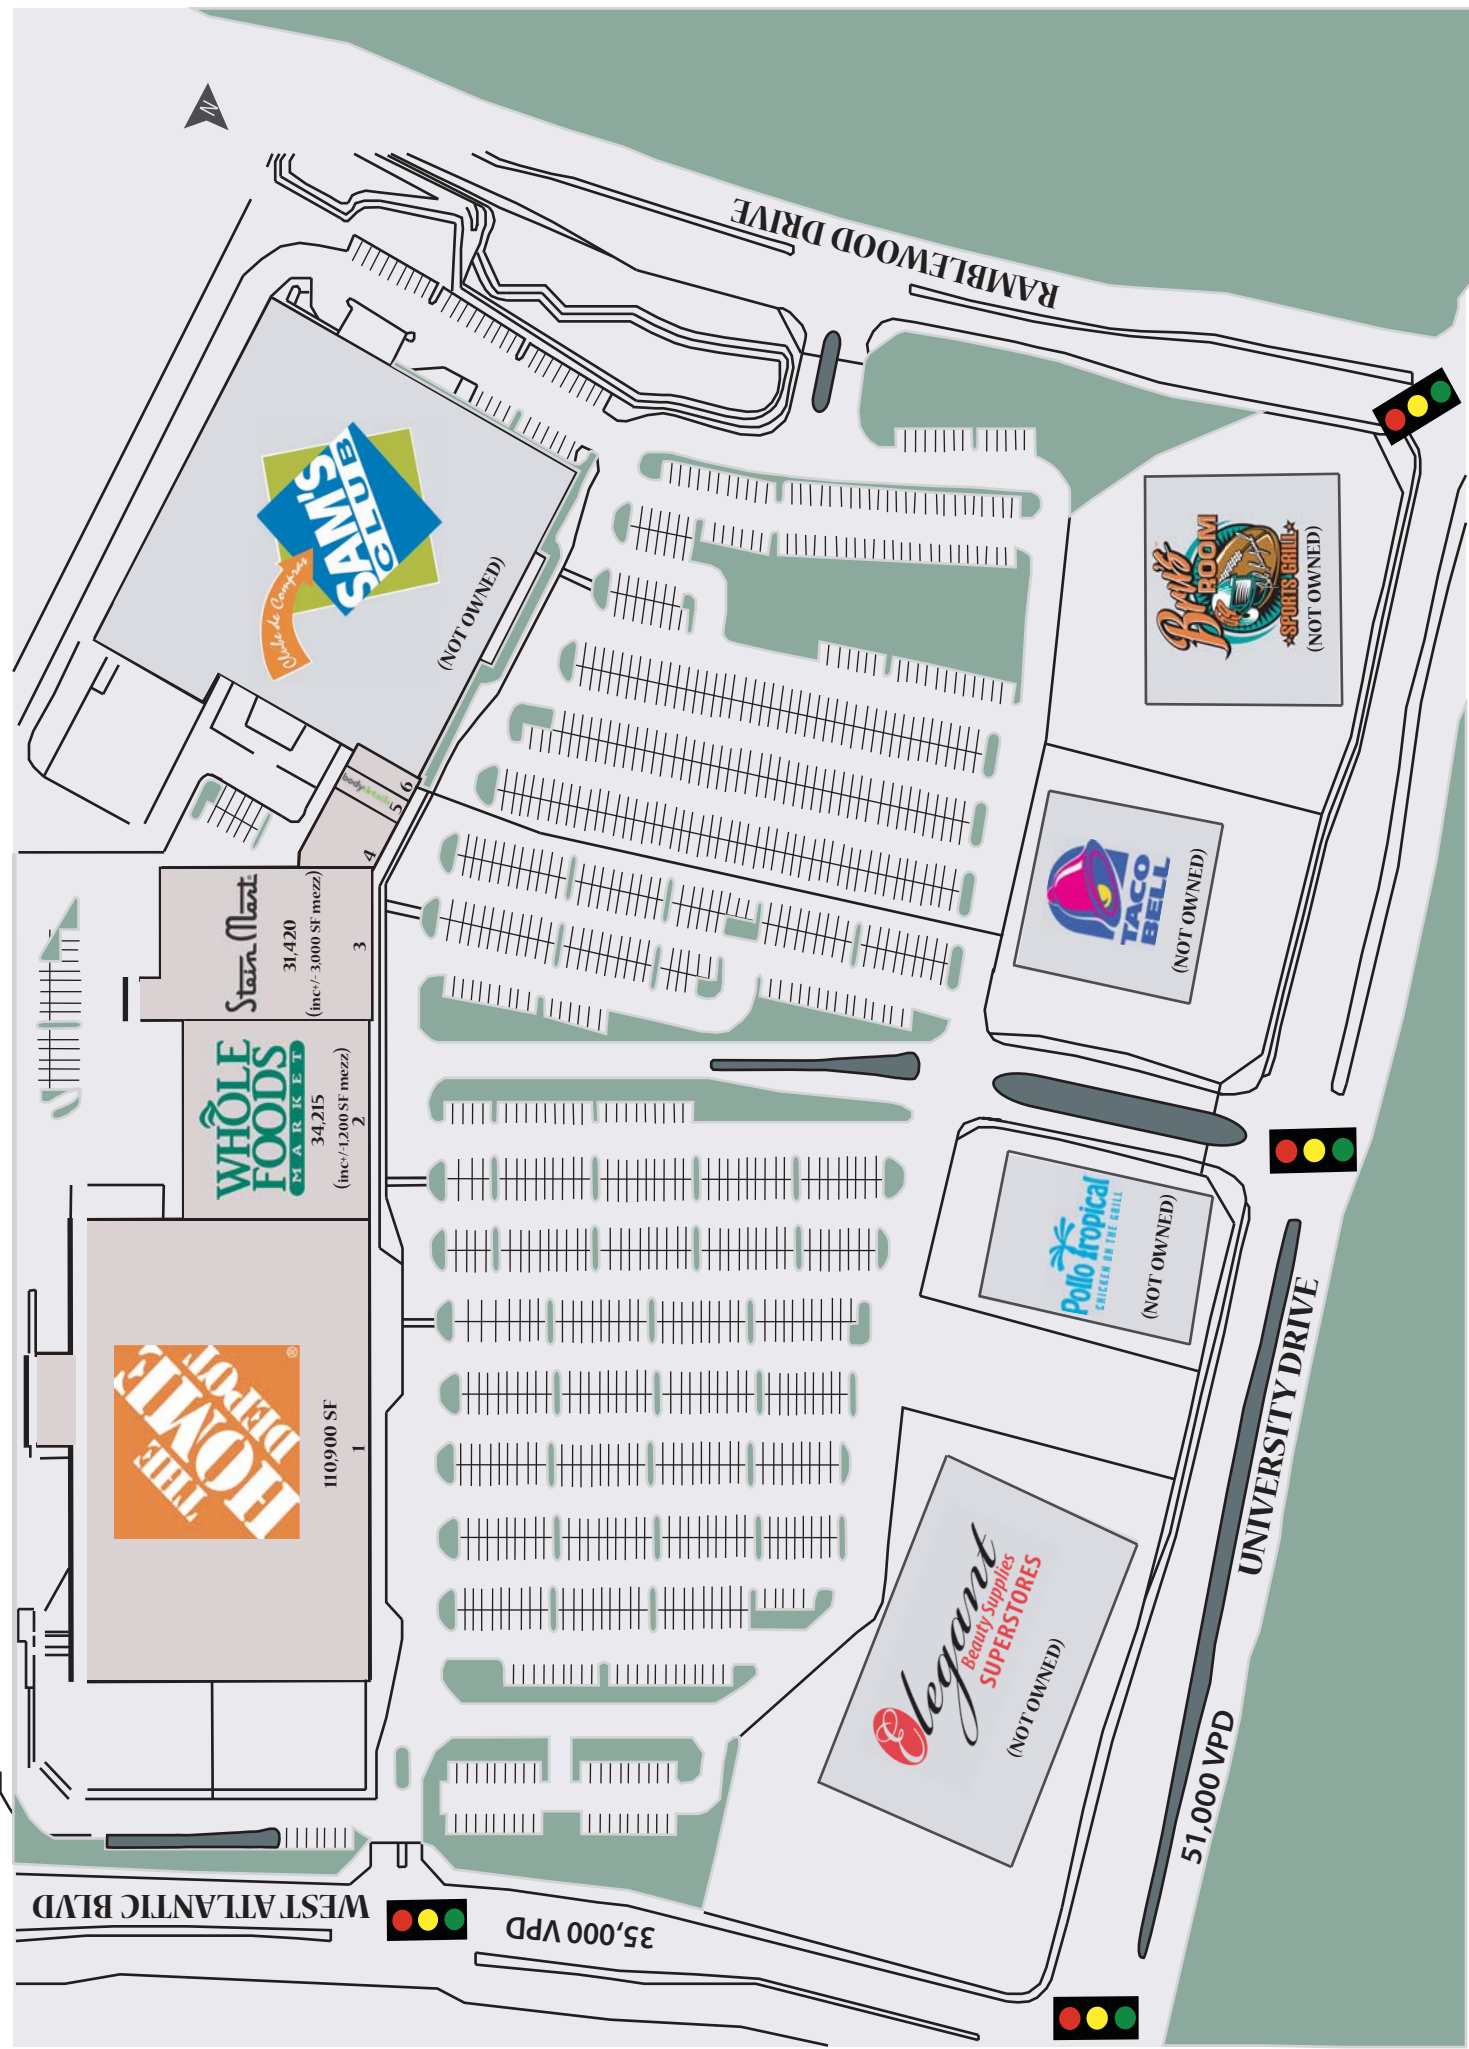 N
RAMBLEWOOD DRIVE
SAM'S
CLUB
Clube de Compras
(NOT OWNED)
Bru's
ROOM
SPORTS GRILL
(NOT OWNED)
bodydetails
6
5
4
TACO
BELL
(NOT OWNED)
Stein Mart
31,420
(inc+/- 3,000 SF mezz)
3
WHOLE
FOODS
MARKET
34,215
(inc+/-1,200 SF mezz)
2
Pollo Tropical
CHICKEN ON THE GRILL
(NOT OWNED)
THE
HOME
DEPOT
®
110,900 SF
1
UNIVERSITY DRIVE
Elegant
Beauty Supplies
SUPERSTORES
(NOT OWNED)
51,000 VPD
WEST ATLANTIC BLVD
35,000 VPD